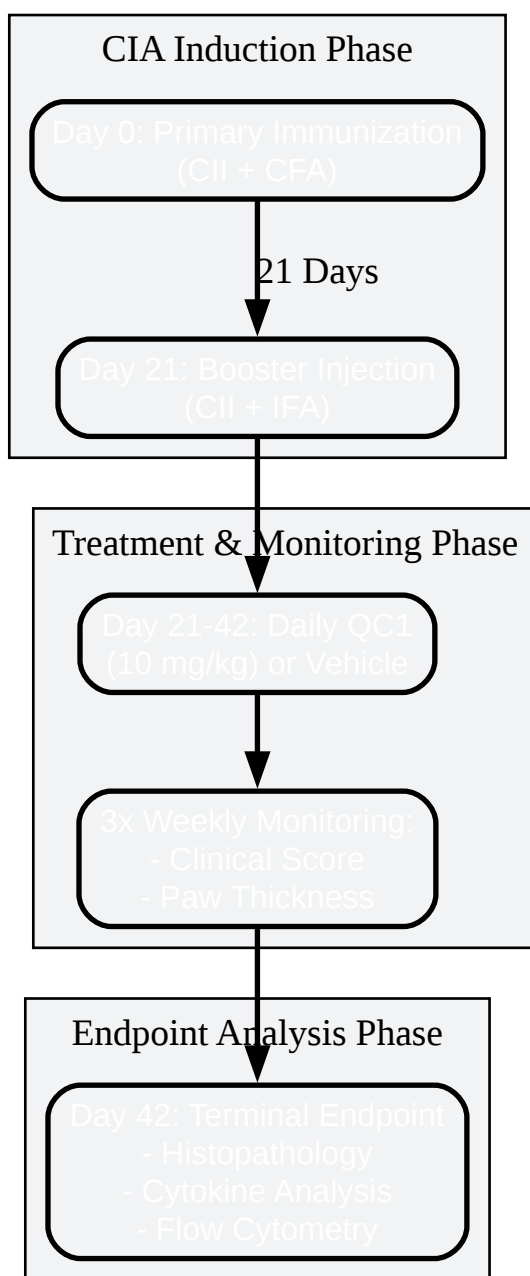 CIA Induction Phase
Day 0: Primary Immunization
(CII + CFA)
21 Days
Day 21: Booster Injection
(CII + IFA)
Treatment & Monitoring Phase
Day 21-42: Daily QC1
(10 mg/kg) or Vehicle
3x Weekly Monitoring:
- Clinical Score
- Paw Thickness
Endpoint Analysis Phase
Day 42: Terminal Endpoint
- Histopathology
- Cytokine Analysis
- Flow Cytometry